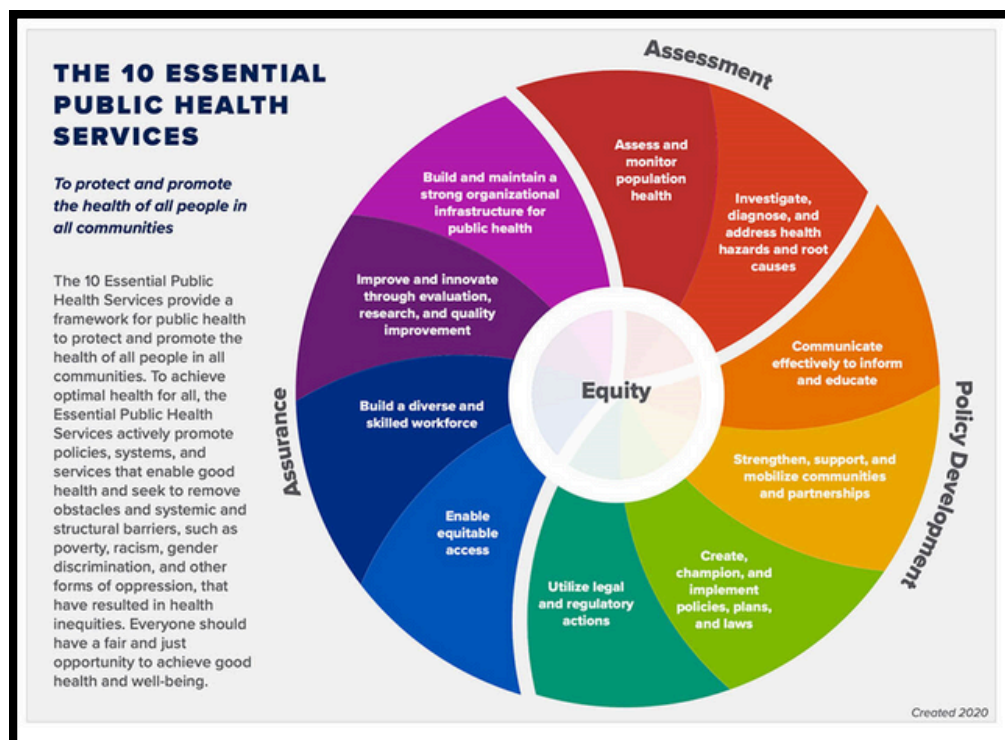 THE 10 ESSENTIAL
PUBLIC HEALTH
SERVICES
To protect and promote
the health of all people in
all communities
The 10 Essential Public
Health Services provide a
framework for public health
to protect and promote the
health of all people in all
communities. To achieve
optimal health for all, the
Essential Public Health
Services actively promote
policies, systems, and
services that enable good
health and seek to remove
obstacles and systemic and
structural barriers, such as
poverty, racism, gender
discrimination, and other
forms of oppression, that
have resulted in health
inequities. Everyone should
have a fair and just
opportunity to achieve good
health and well-being.
Assessment
Assess and
monitor
population
health
Investigate,
diagnose, and
address health
hazards and root
causes
Policy Development
Communicate
effectively to inform
and educate
Strengthen, support, and
mobilize communities
and partnerships
Create,
champion, and
implement
policies, plans,
and laws
Utilize legal
and regulatory
actions
Assurance
Enable
equitable
access
Build a diverse and
skilled workforce
Improve and innovate
through evaluation,
research, and quality
improvement
Build and maintain a
strong organizational
infrastructure for
public health
Equity
Created 2020